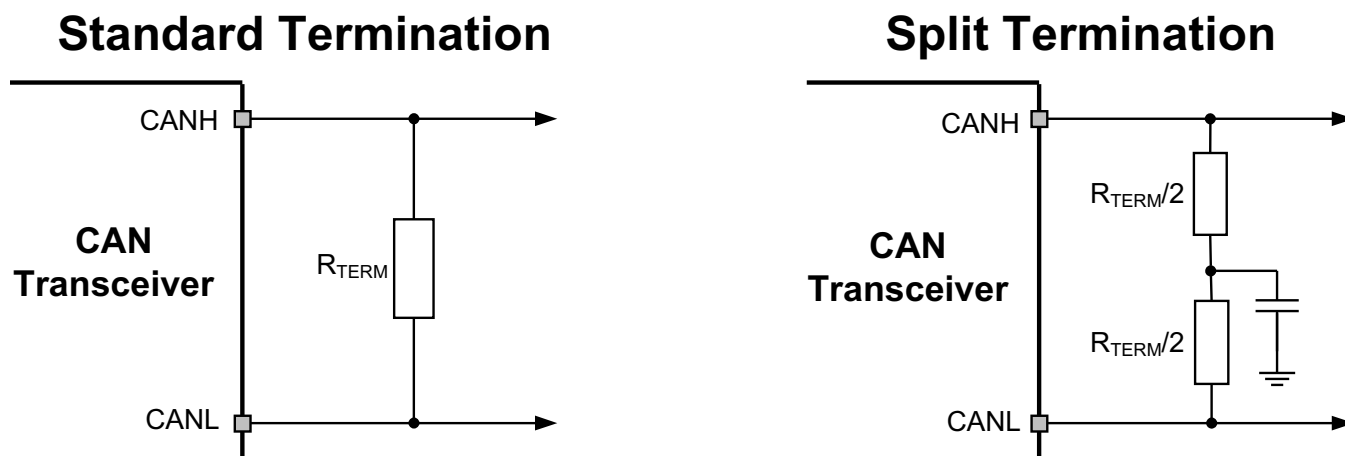 Standard Termination
CANH
CAN
Transceiver
RTERM
CANL
Split Termination
CANH
RTERM/2
CAN
Transceiver
RTERM/2
CANL